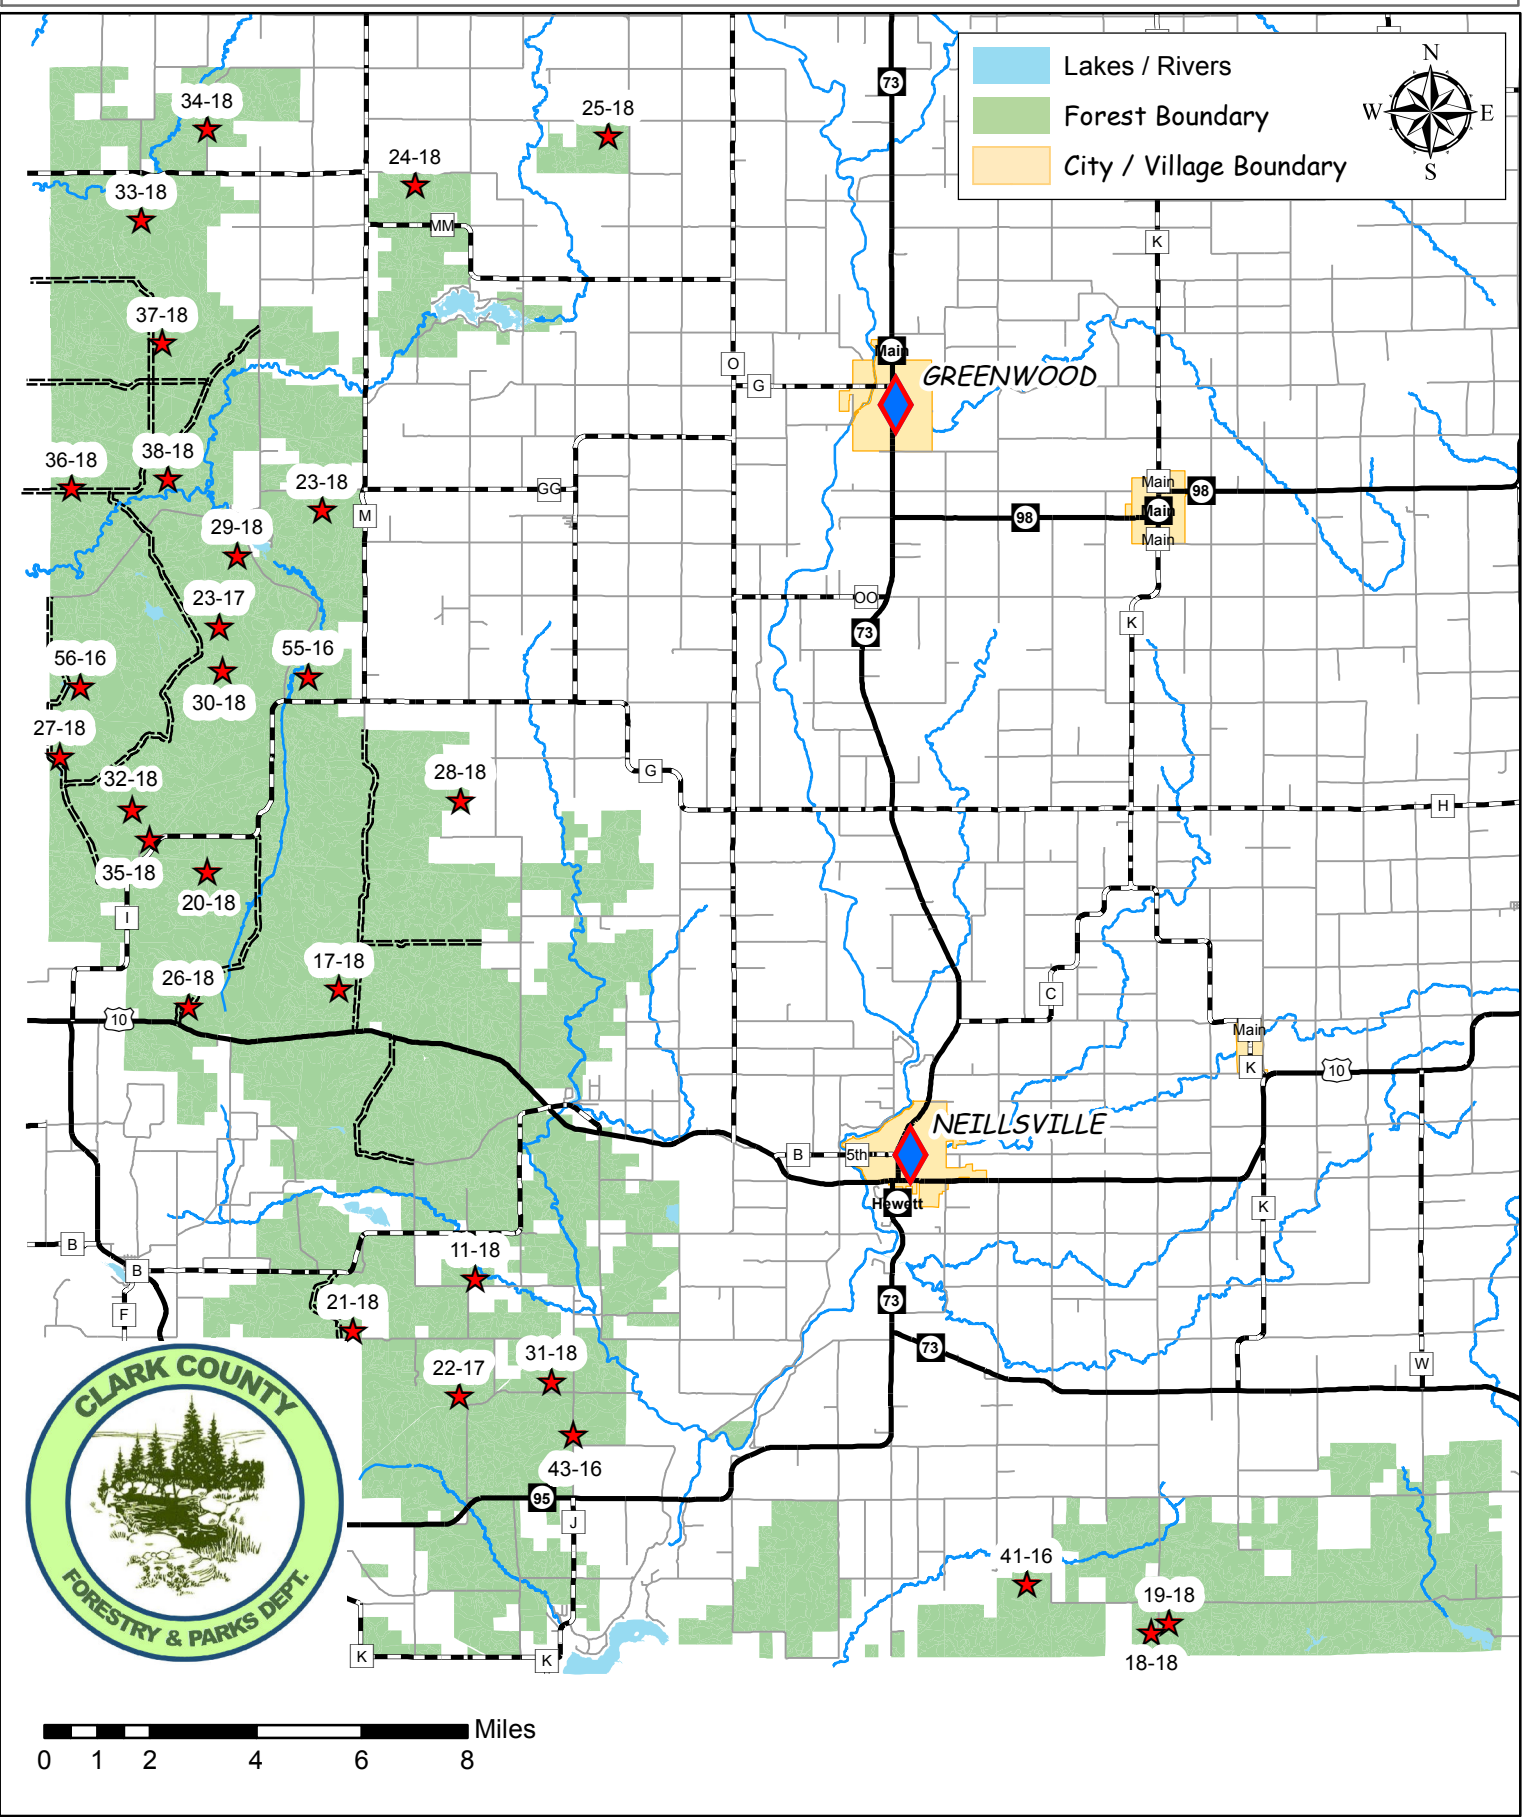 73
Lakes / Rivers
N
34-18
25-18
Forest Boundary
W
E
24-18
City / Village Boundary
S
33-18
MM
K
37-18
Main
O
G
GREENWOOD
38-18
36-18
23-18
GG
Main
98
M
98
Main
29-18
Main
23-17
OO
K
73
55-16
56-16
30-18
27-18
28-18
G
32-18
H
35-18
20-18
I
17-18
26-18
C
10
Main
K
10
NEILLSVILLE
B
5th
Hewett
K
B
11-18
B
21-18
73
F
73
31-18
22-17
W
CLARK COUNTY
FORESTRY & PARKS DEPT.
43-16
95
J
41-16
19-18
K
K
18-18
Miles
0 1 2 4 6 8